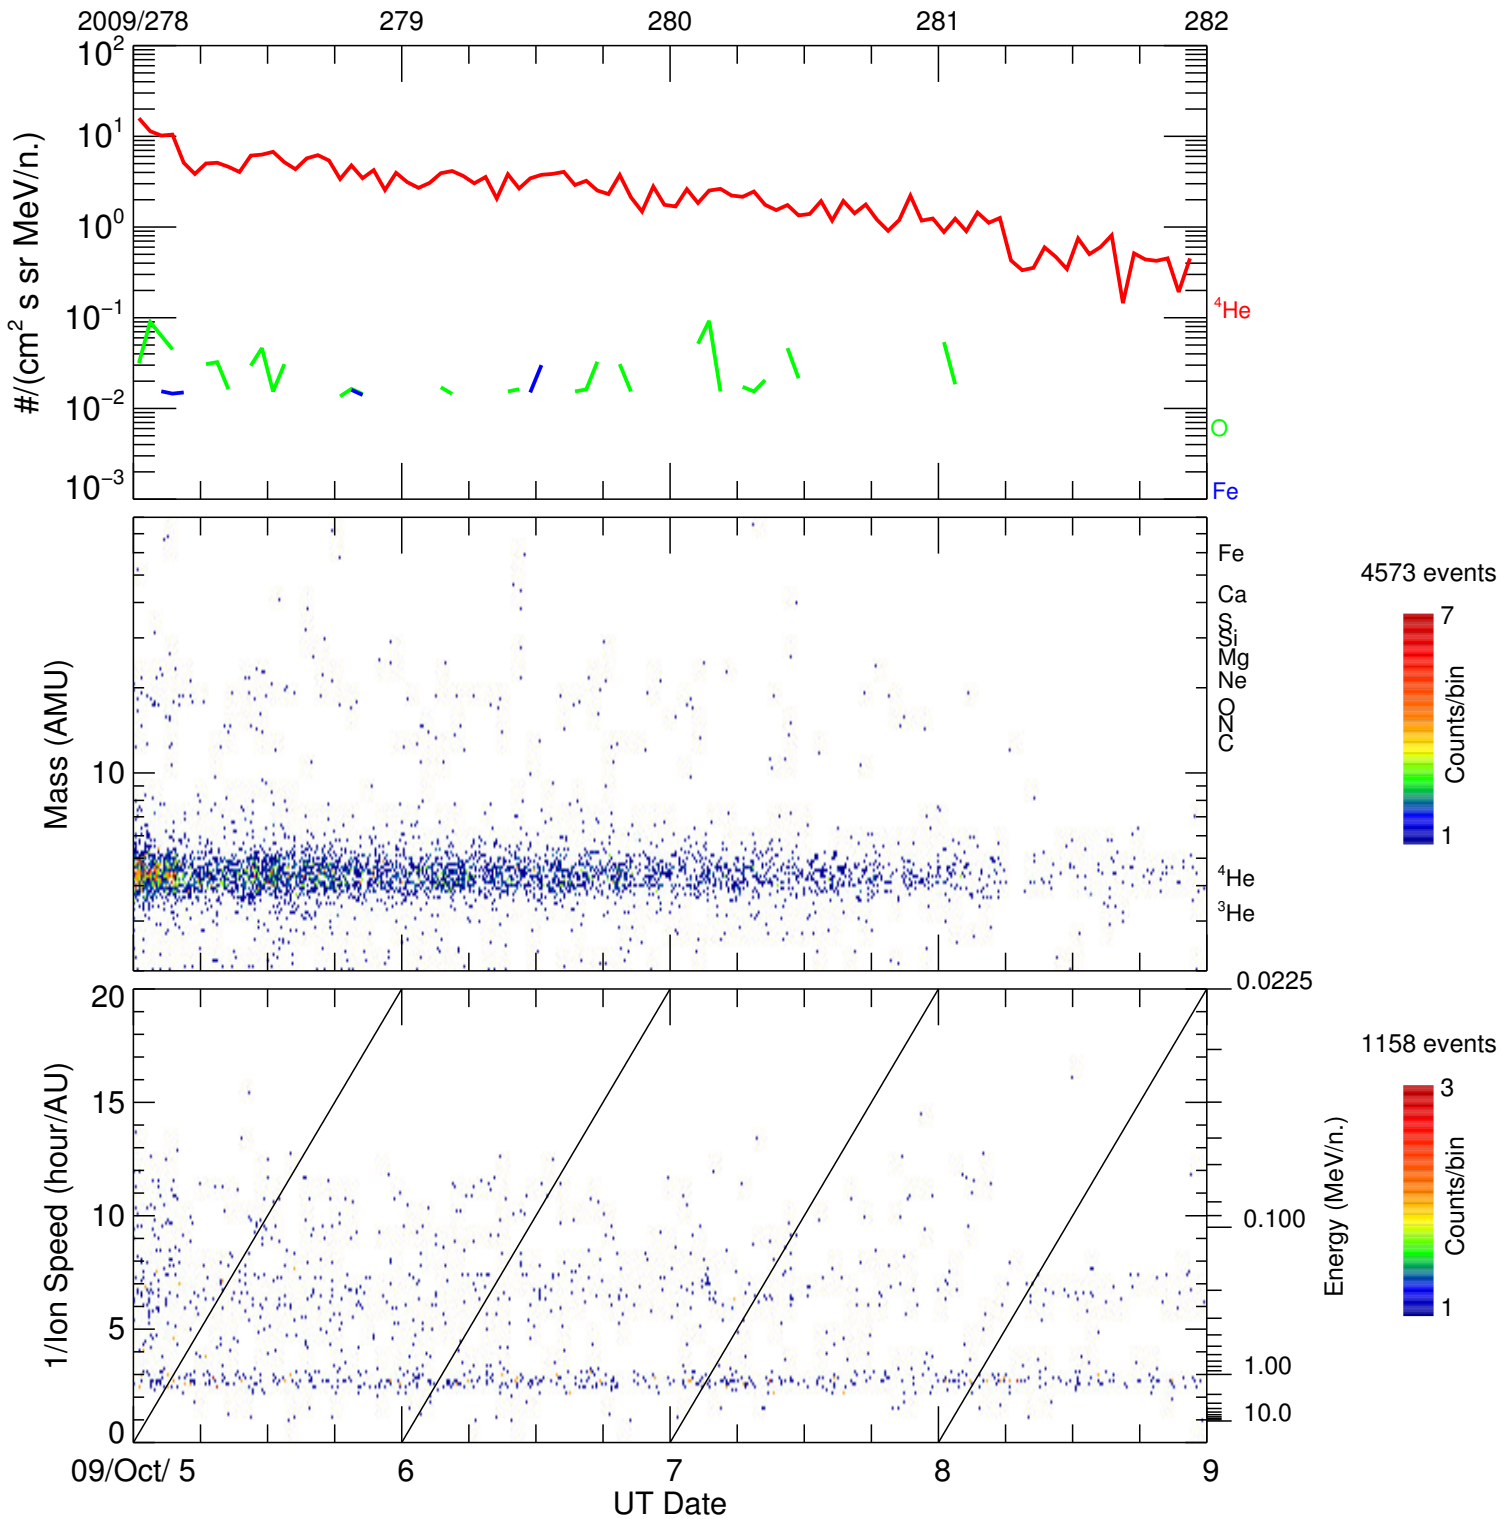 2009/278 279 280 281 282
10² 10¹ 10⁰ 10⁻¹ 10⁻² 10⁻³
#/(cm² s sr MeV/n.)
⁴He
O
Fe
Mass (AMU)
10
Fe
Ca
S
Si
Mg
Ne
O
N
C
⁴He
³He
4573 events
7
Counts/bin
1
1/Ion Speed (hour/AU)
20
15
10
5
0
0.0225
0.100
1.00
10.0
Energy (MeV/n.)
1158 events
3
Counts/bin
1
09/Oct/ 5 6 7 8 9
UT Date